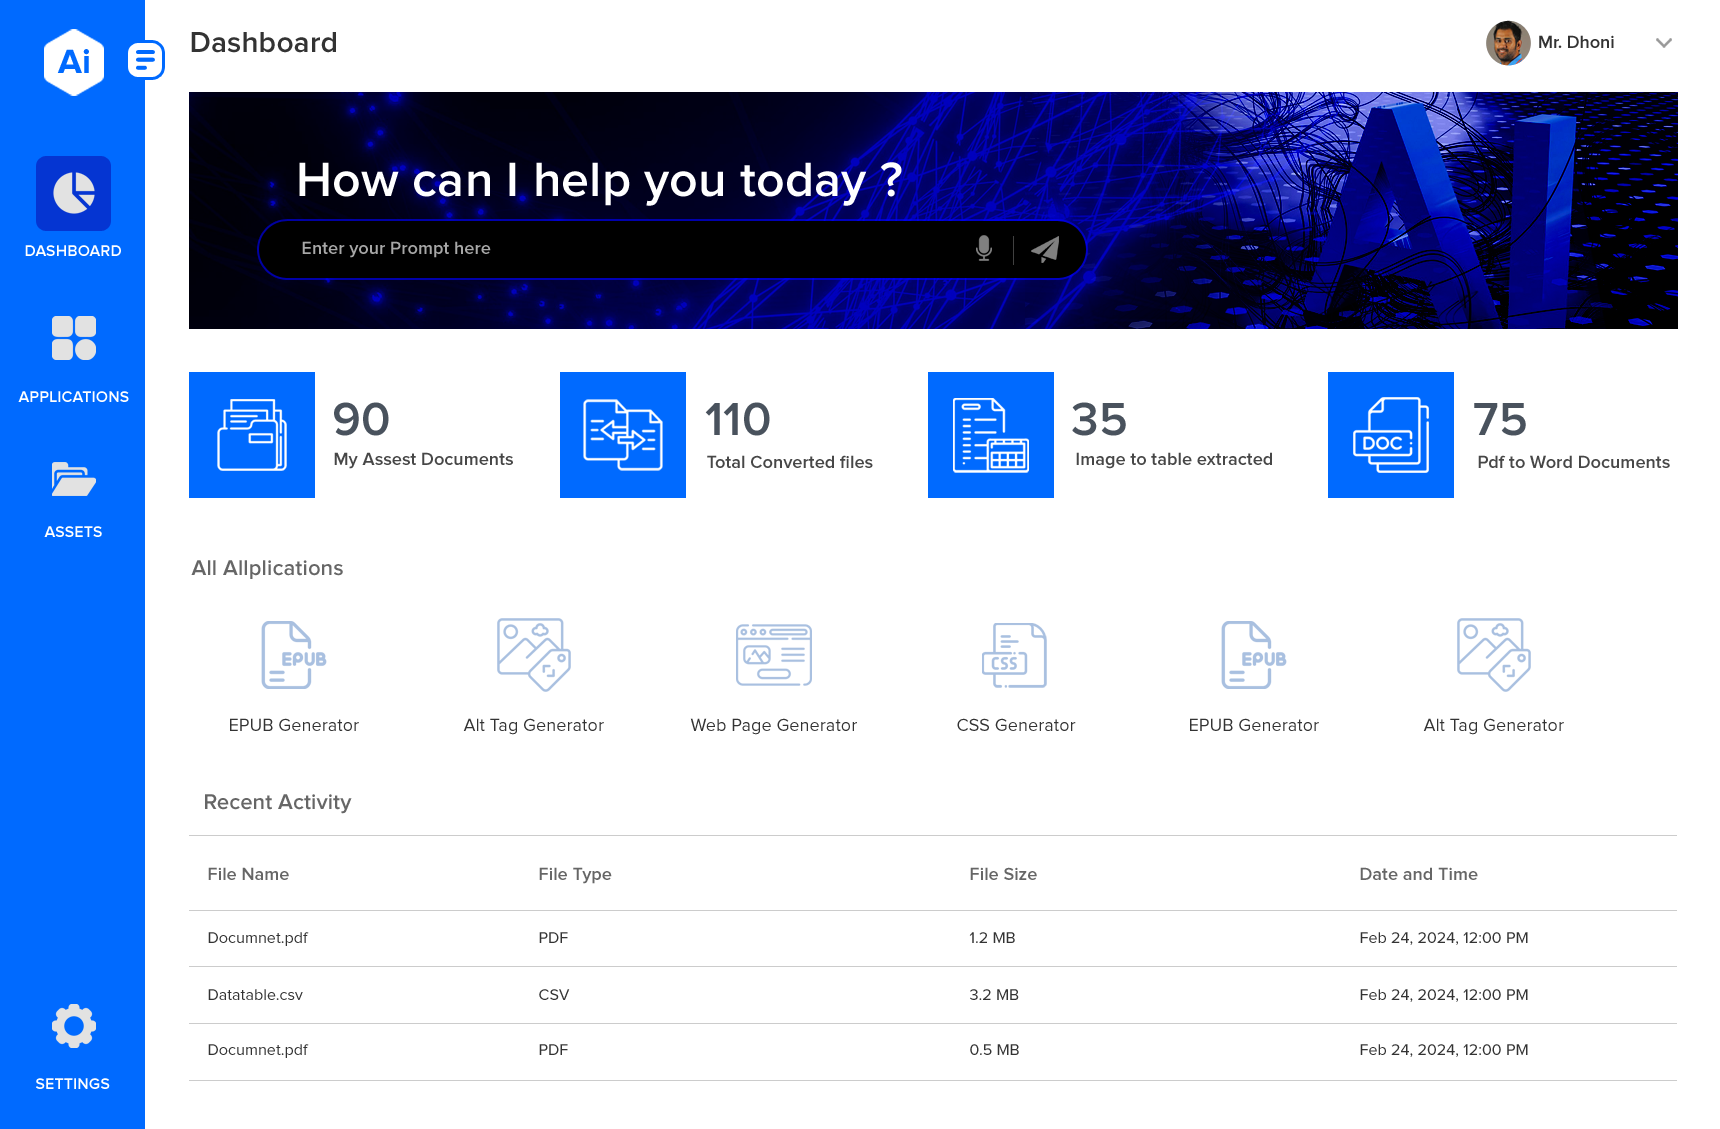 Ai
Dashboard
Mr. Dhoni
DASHBOARD
APPLICATIONS
ASSETS
SETTINGS
AI
How can I help you today ?
Enter your Prompt here
90
My Assest Documents
110
Total Converted files
35
Image to table extracted
DOC
75
Pdf to Word Documents
All Allplications
EPUB
EPUB Generator
Alt Tag Generator
Web Page Generator
CSS
CSS Generator
EPUB
EPUB Generator
Alt Tag Generator
Recent Activity
File Name File Type File Size Date and Time
Documnet.pdf PDF 1.2 MB Feb 24, 2024, 12:00 PM
Datatable.csv CSV 3.2 MB Feb 24, 2024, 12:00 PM
Documnet.pdf PDF 0.5 MB Feb 24, 2024, 12:00 PM